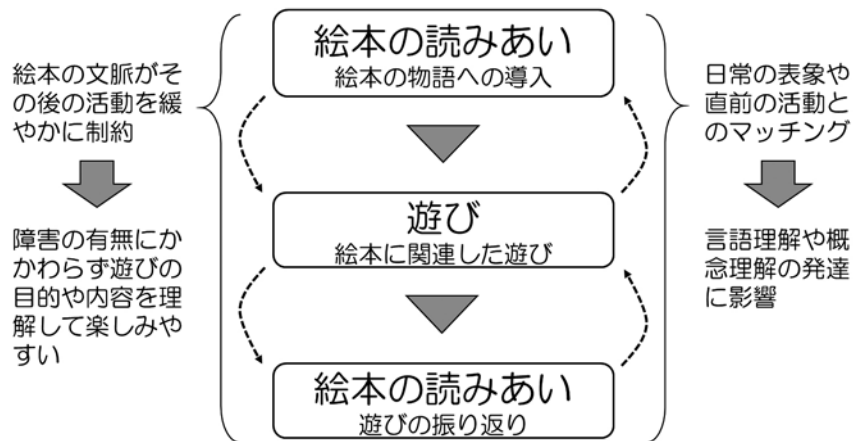 絵本の読みあい
絵本の物語への導入
絵本の文脈がそ
の後の活動を緩
やかに制約
障害の有無にか
かわらず遊びの
目的や内容を理
解して楽しみや
すい
遊び
絵本に関連した遊び
絵本の読みあい
遊びの振り返り
日常の表象や
直前の活動と
のマッチング
言語理解や概
念理解の発達
に影響